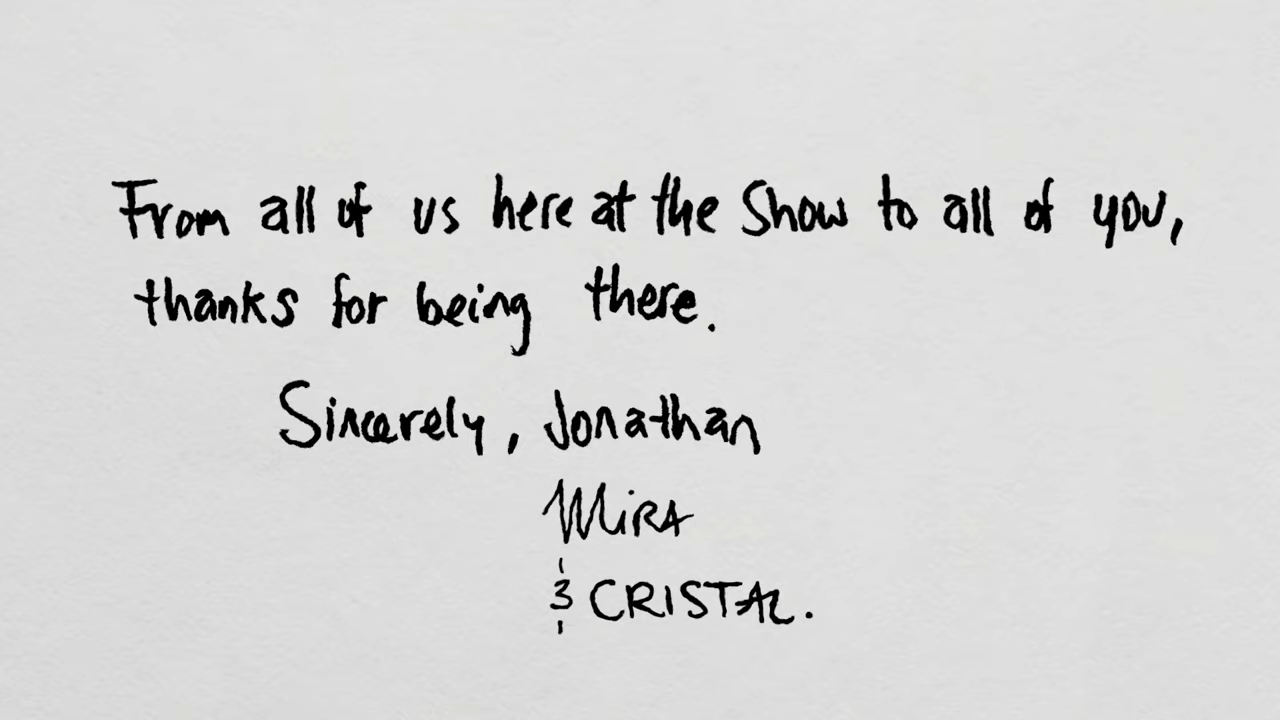 From all of us here at the Show to all of you,
thanks for being there.
Sincerely, Jonathan
MiRA
& CRISTAL.